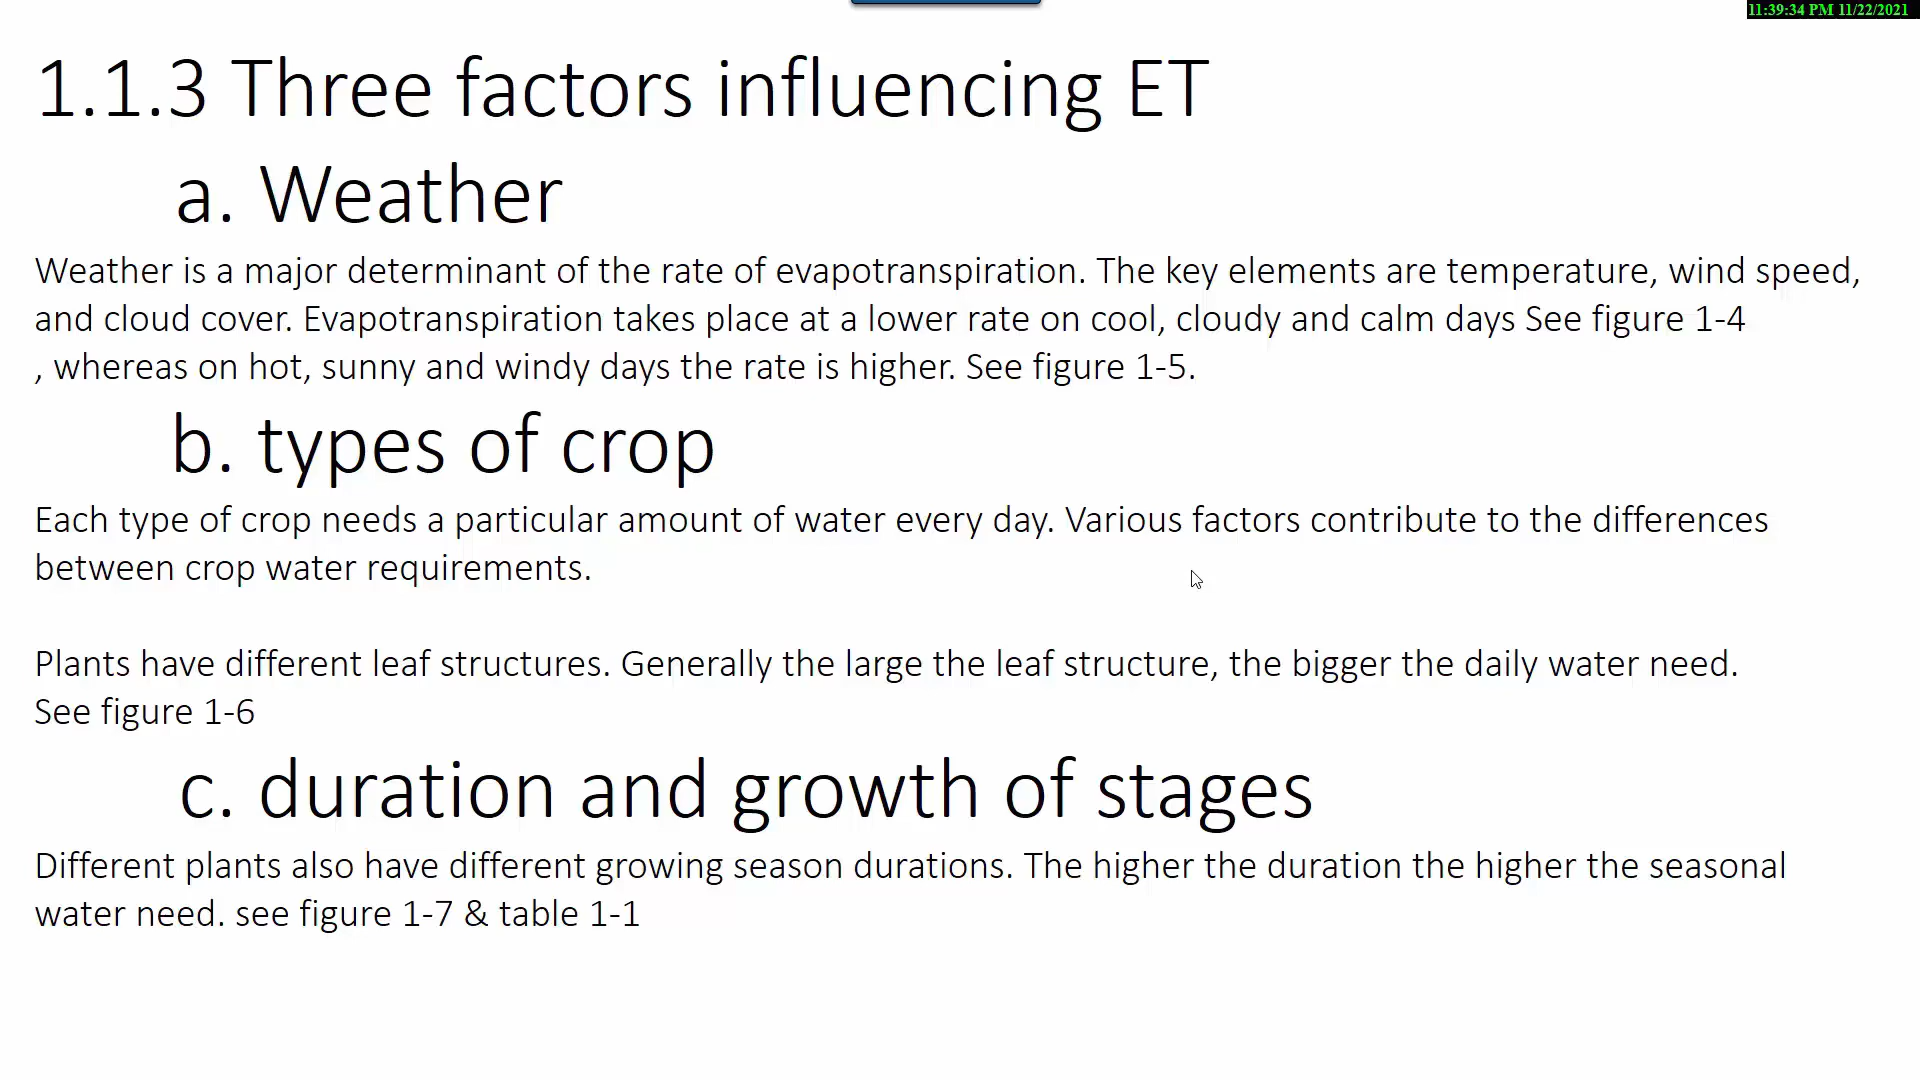 11:39:34 PM 11/22/2021
1.1.3 Three factors influencing ET
a. Weather
Weather is a major determinant of the rate of evapotranspiration. The key elements are temperature, wind speed,
and cloud cover. Evapotranspiration takes place at a lower rate on cool, cloudy and calm days See figure 1-4
, whereas on hot, sunny and windy days the rate is higher. See figure 1-5.
b. types of crop
Each type of crop needs a particular amount of water every day. Various factors contribute to the differences
between crop water requirements.
Plants have different leaf structures. Generally the large the leaf structure, the bigger the daily water need.
See figure 1-6
c. duration and growth of stages
Different plants also have different growing season durations. The higher the duration the higher the seasonal
water need. see figure 1-7 & table 1-1